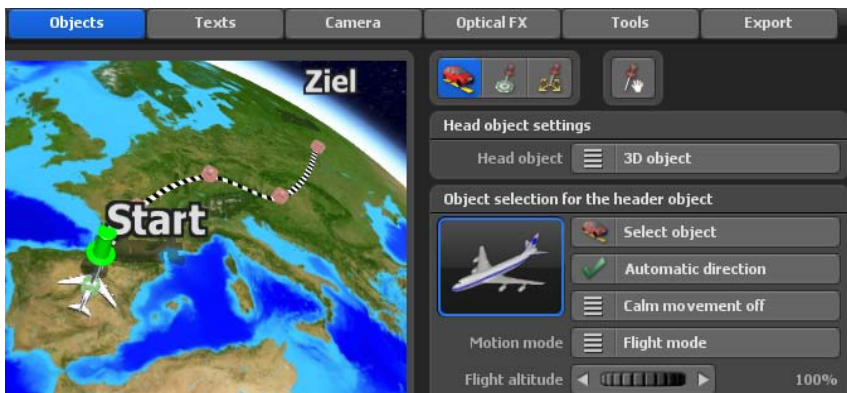 Objects
Texts
Camera
Optical FX
Tools
Export
Ziel
Start
Head object settings
Head object
3D object
Object selection for the header object
Select object
Automatic direction
Calm movement off
Motion mode
Flight mode
Flight altitude
100%